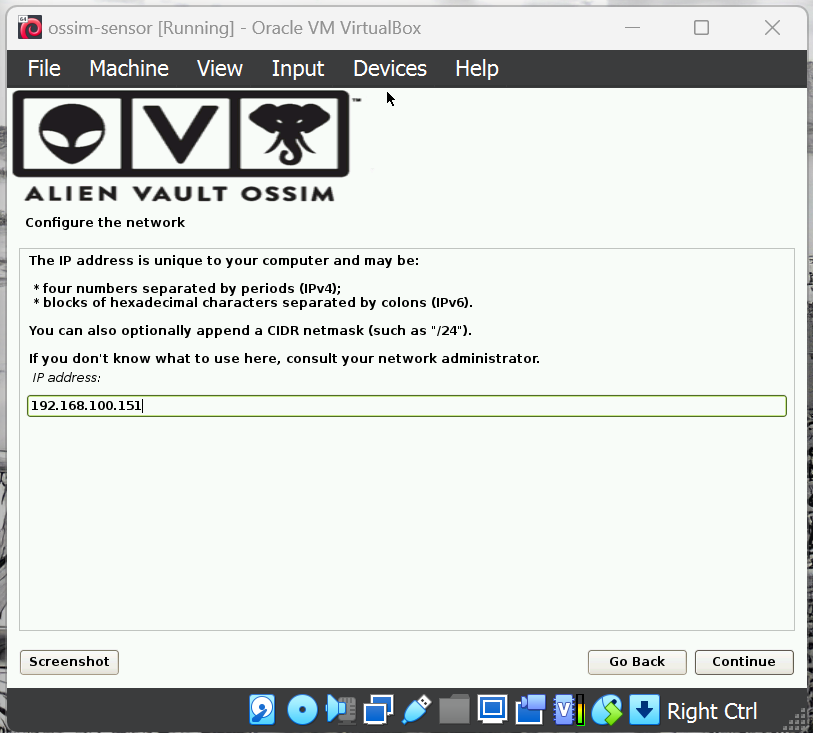 ossim-sensor [Running] - Oracle VM VirtualBox
File Machine View Input Devices Help
V
™
ALIEN VAULT OSSIM
Configure the network
The IP address is unique to your computer and may be:
* four numbers separated by periods (IPv4);
* blocks of hexadecimal characters separated by colons (IPv6).
You can also optionally append a CIDR netmask (such as "/24").
If you don't know what to use here, consult your network administrator.
IP address:
192.168.100.151
Screenshot Go Back Continue
V Right Ctrl